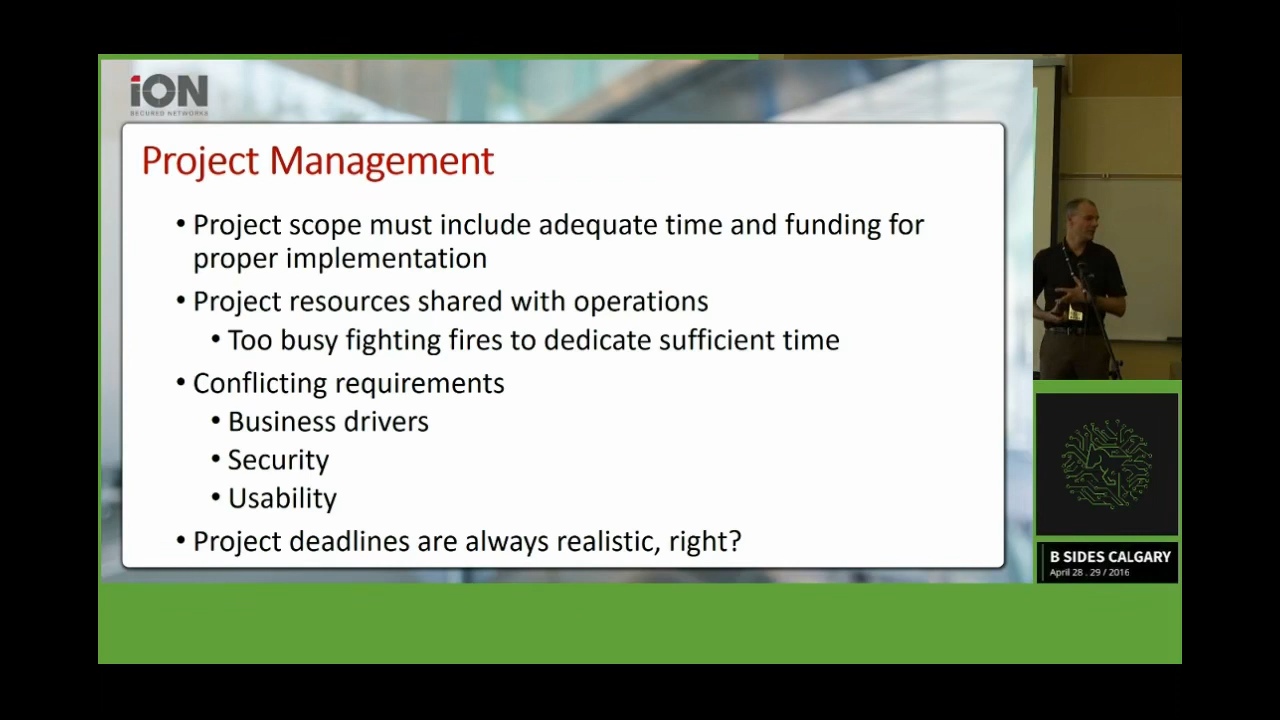 iON
SECURED NETWORKS
Project Management
• Project scope must include adequate time and funding for
proper implementation
• Project resources shared with operations
• Too busy fighting fires to dedicate sufficient time
• Conflicting requirements
• Business drivers
• Security
• Usability
• Project deadlines are always realistic, right?
B SIDES CALGARY
April 28 . 29 / 2016